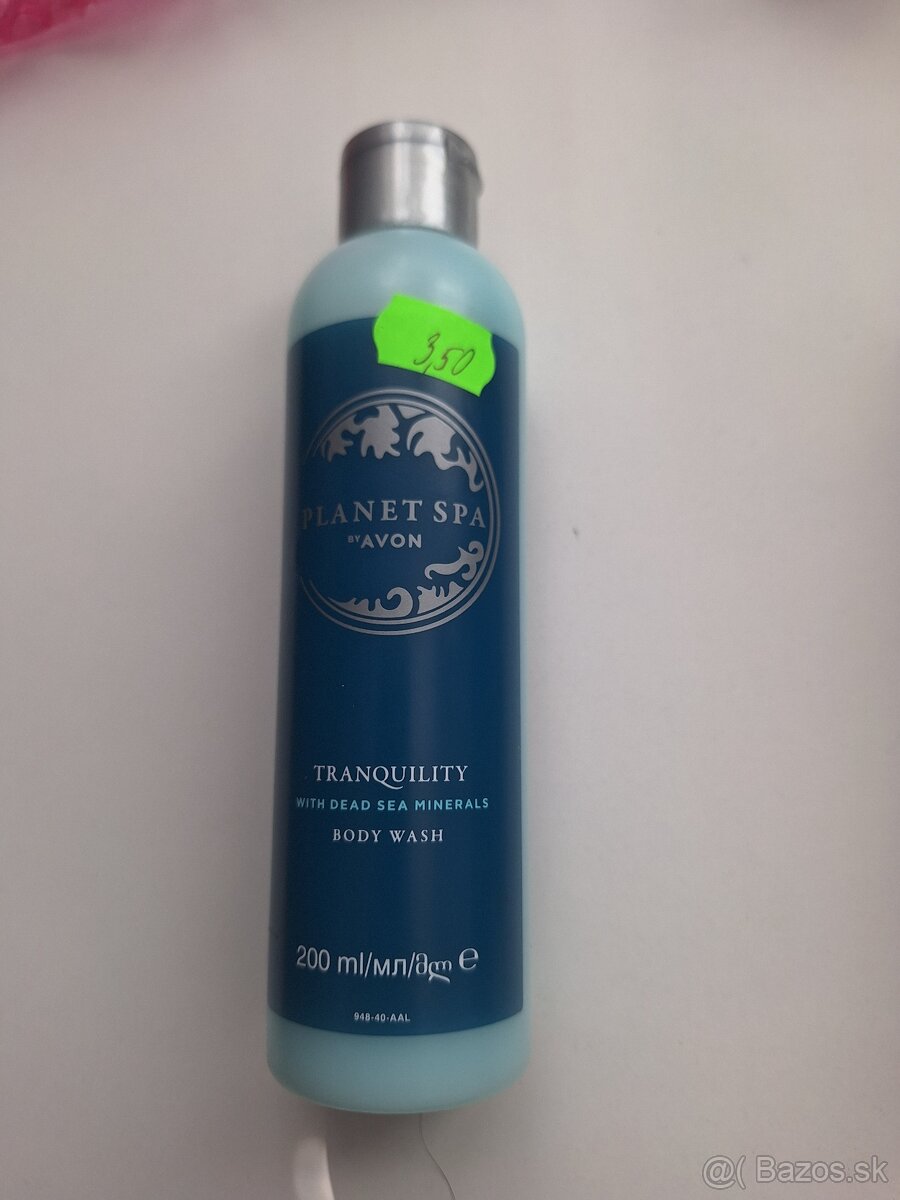 3,50
PLANET SPA
BY AVON
TRANQUILITY
WITH DEAD SEA MINERALS
BODY WASH
200 ml/мл/მლ e
948-40-AAL
@( Bazos.sk